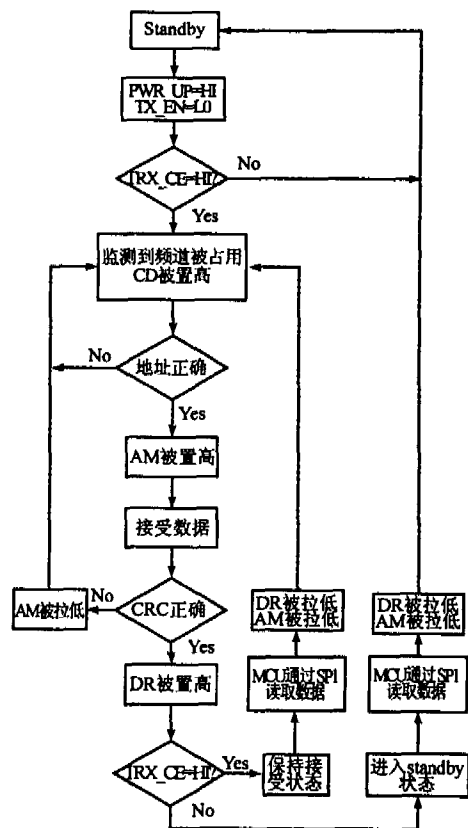 Standby
PWR_UP=HI
TX_EN=L0
TRX_CE=HI?
No
Yes
监测到频道被占用
CD被置高
No
地址正确
Yes
AM被置高
接受数据
AM被拉低
No
CRC正确
Yes
DR被置高
TRX_CE=HI?
Yes
No
保持接
受状态
MCU通过SPI
读取数据
DR被拉低
AM被拉低
进入standby
状态
MCU通过SPI
读取数据
DR被拉低
AM被拉低